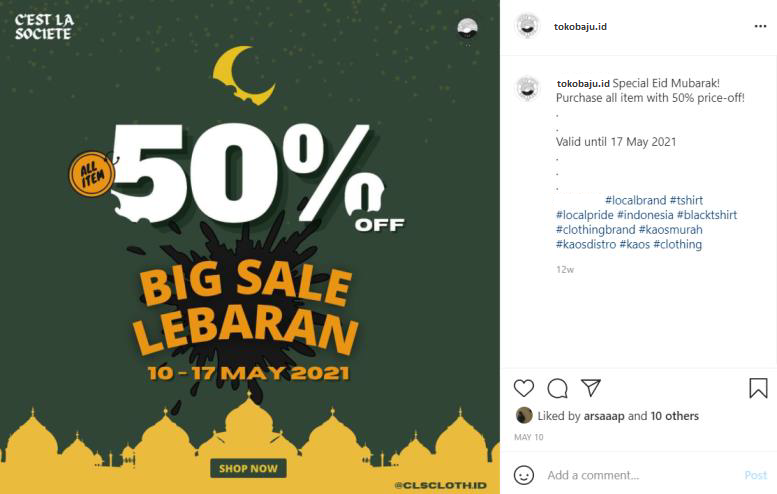 C'EST LA
SOCIETE
ALL
ITEM
50%
OFF
BIG SALE
LEBARAN
10 - 17 MAY 2021
SHOP NOW
@CLSCLOTH.ID
tokobaju.id
tokobaju.id Special Eid Mubarak!
Purchase all item with 50% price-off!
.
.
Valid until 17 May 2021
.
.
.
#localbrand #tshirt
#localpride #indonesia #blacktshirt
#clothingbrand #kaosmurah
#kaosdistro #kaos #clothing
12w
Liked by arsaaap and 10 others
MAY 10
Add a comment...
Post